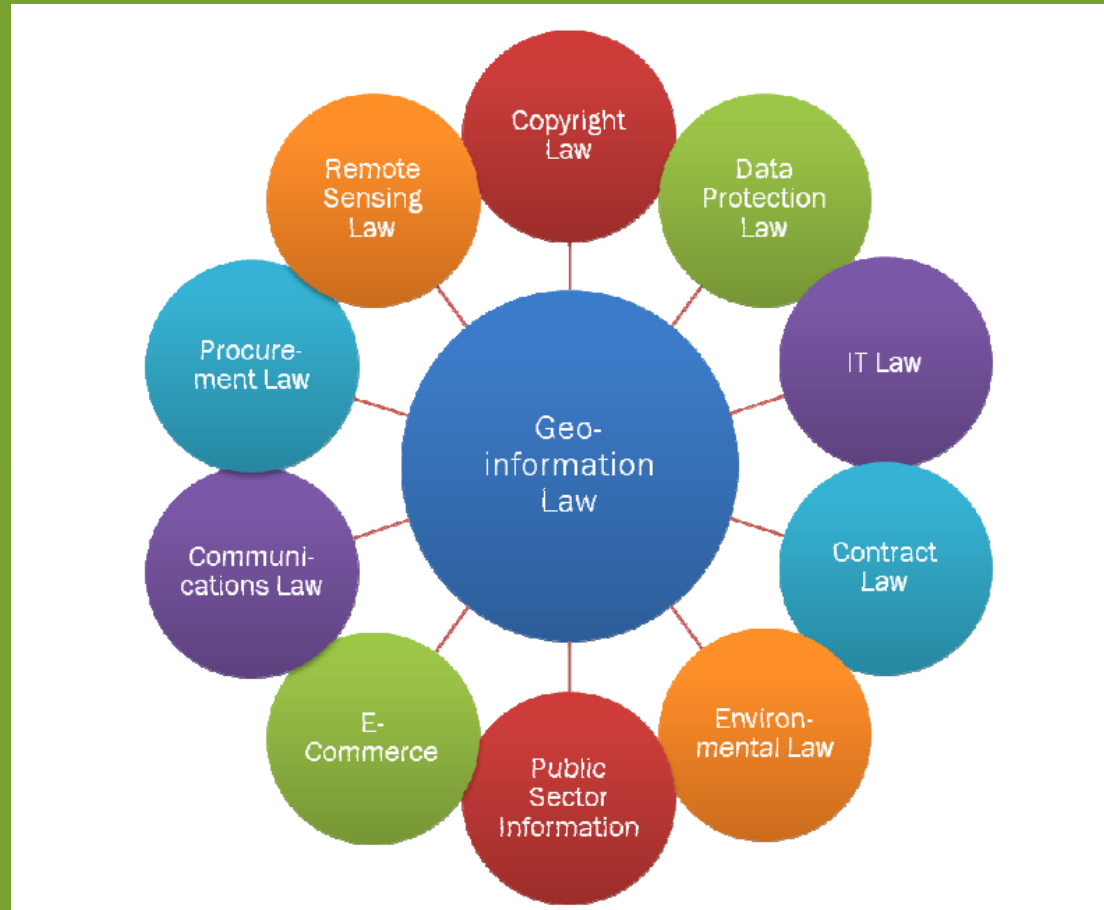 Copyright
Law
Data
Protection
Law
IT Law
Contract
Law
Environ-
mental Law
Public
Sector
Information
E-
Commerce
Communi-
cations Law
Procure-
ment Law
Remote
Sensing
Law
Geo-
information
Law